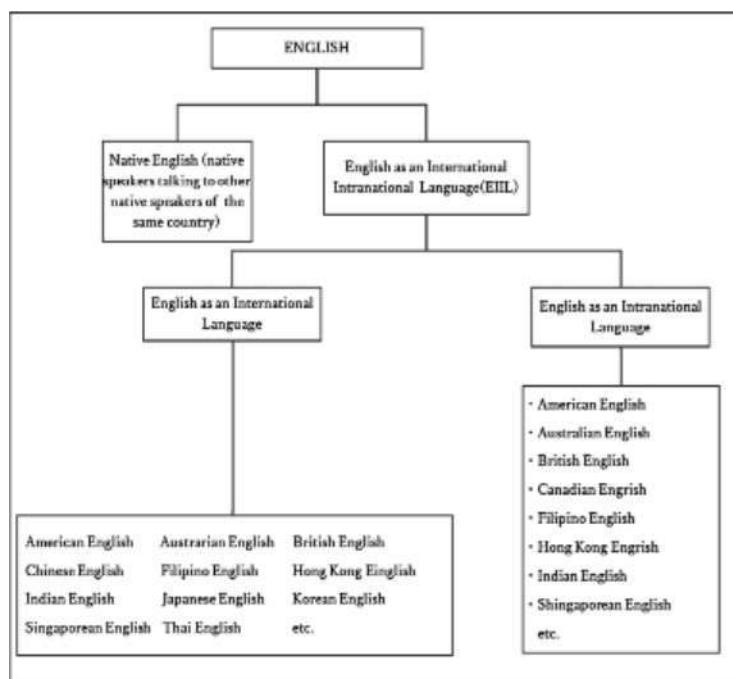 ENGLISH
Native English (native
speakers talking to other
native speakers of the
same country)
English as an International
Intranational Language(EIIL)
English as an International
Language
English as an Intranational
Language
American English Austrarian English British English
Chinese English Filipino English Hong Kong Einglish
Indian English Japanese English Korean English
Singaporean English Thai English etc.
・American English
・Australian English
・British English
・Canadian Engrish
・Filipino English
・Hong Kong Engrish
・Indian English
・Shingaporean English
etc.